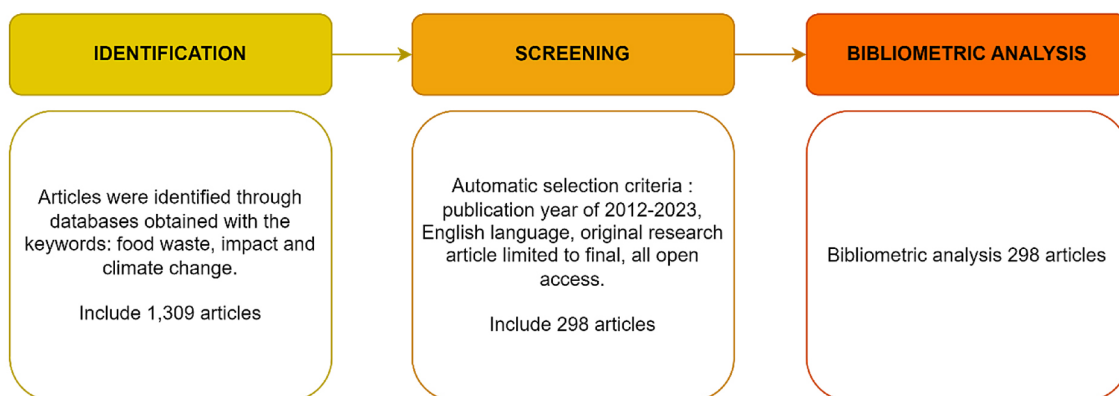 IDENTIFICATION
SCREENING
BIBLIOMETRIC ANALYSIS
Articles were identified through
databases obtained with the
keywords: food waste, impact and
climate change.
Include 1,309 articles
Automatic selection criteria :
publication year of 2012-2023,
English language, original research
article limited to final, all open
access.
Include 298 articles
Bibliometric analysis 298 articles